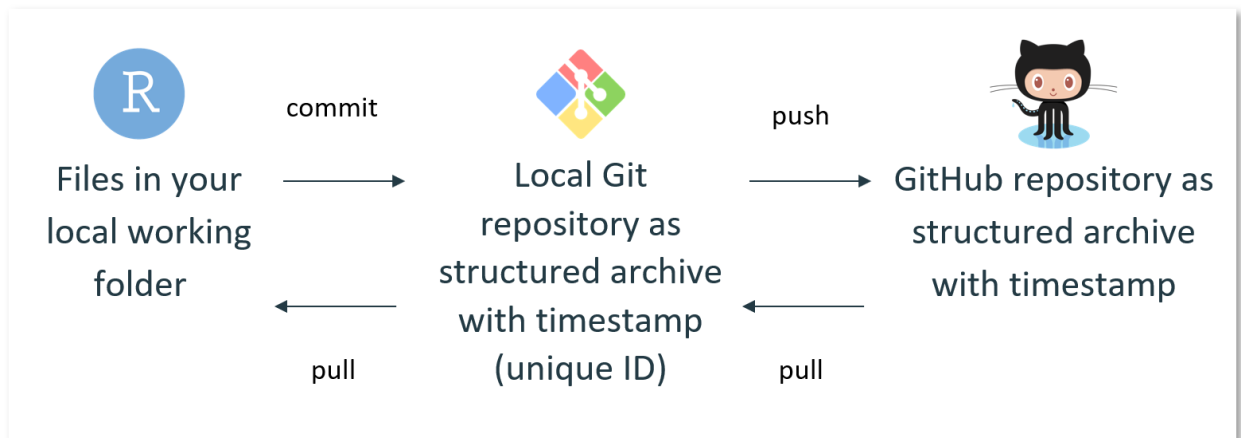 R
commit
push
Files in your
local working
folder
Local Git
repository as
structured archive
with timestamp
(unique ID)
GitHub repository as
structured archive
with timestamp
pull
pull